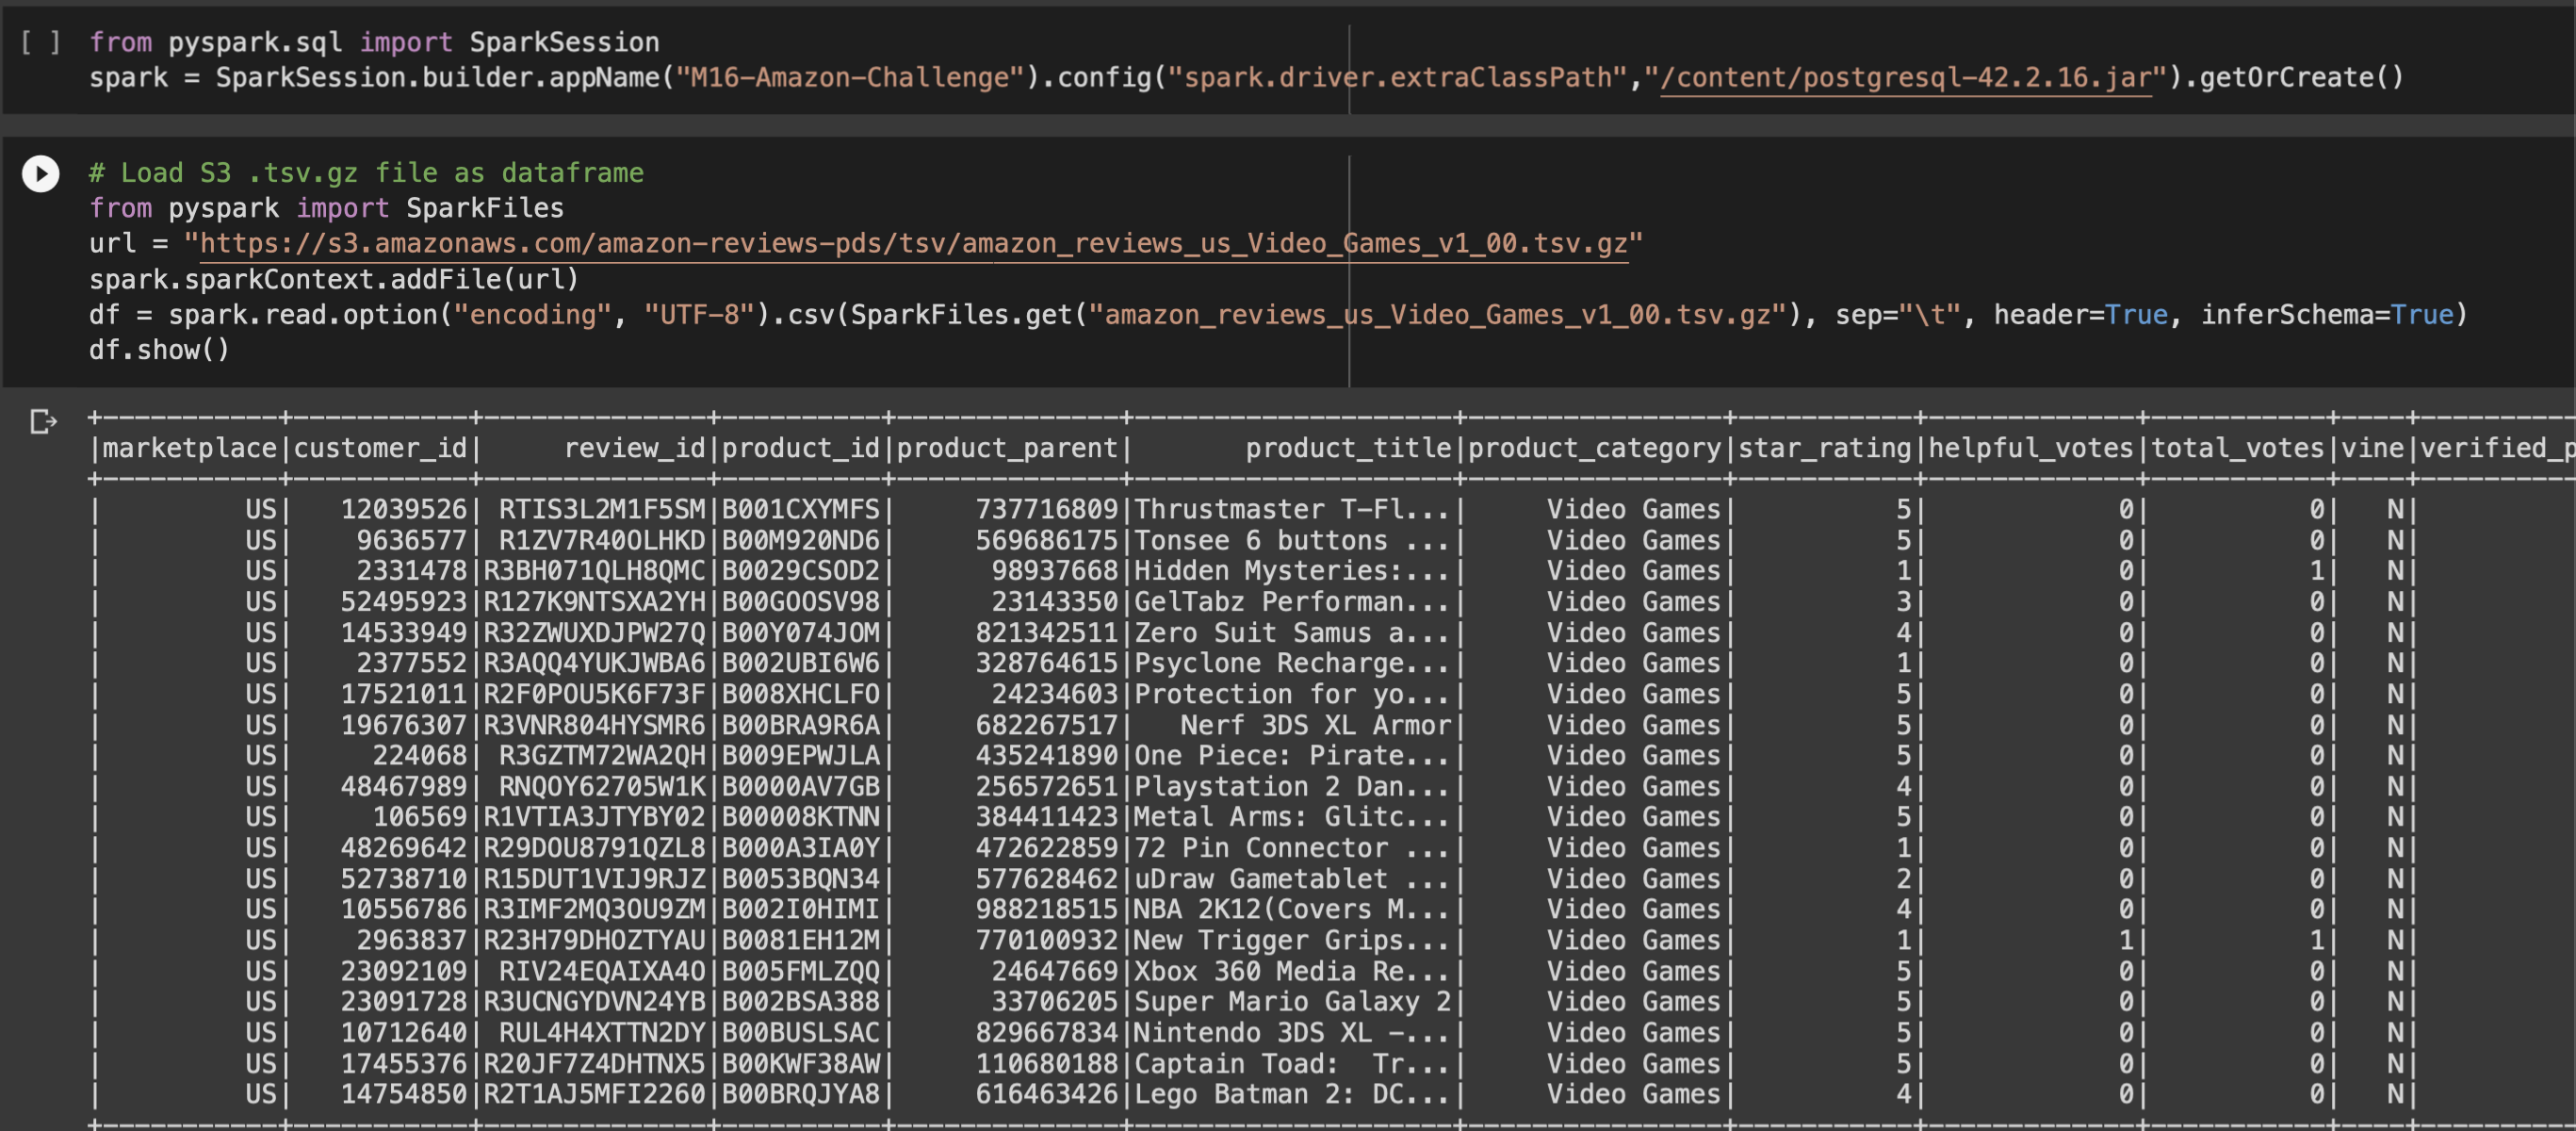 [ ] from pyspark.sql import SparkSession
spark = SparkSession.builder.appName("M16-Amazon-Challenge").config("spark.driver.extraClassPath","/content/postgresql-42.2.16.jar").getOrCreate()
# Load S3 .tsv.gz file as dataframe
from pyspark import SparkFiles
url = "https://s3.amazonaws.com/amazon-reviews-pds/tsv/amazon_reviews_us_Video_Games_v1_00.tsv.gz"
spark.sparkContext.addFile(url)
df = spark.read.option("encoding", "UTF-8").csv(SparkFiles.get("amazon_reviews_us_Video_Games_v1_00.tsv.gz"), sep="\t", header=True, inferSchema=True)
df.show()
+-----------+-----------+--------------+----------+--------------+--------------------+----------------+-----------+-------------+-----------+----+----------
|marketplace|customer_id|     review_id|product_id|product_parent|       product_title|product_category|star_rating|helpful_votes|total_votes|vine|verified_p
+-----------+-----------+--------------+----------+--------------+--------------------+----------------+-----------+-------------+-----------+----+----------
|         US|   12039526| RTIS3L2M1F5SM|B001CXYMFS|     737716809|Thrustmaster T-Fl...|     Video Games|          5|            0|          0|   N|
|         US|    9636577| R1ZV7R40OLHKD|B00M920ND6|     569686175|Tonsee 6 buttons ...|     Video Games|          5|            0|          0|   N|
|         US|    2331478|R3BH071QLH8QMC|B0029CSOD2|      98937668|Hidden Mysteries:...|     Video Games|          1|            0|          1|   N|
|         US|   52495923|R127K9NTSXA2YH|B00GOOSV98|      23143350|GelTabz Performan...|     Video Games|          3|            0|          0|   N|
|         US|   14533949|R32ZWUXDJPW27Q|B00Y074JOM|     821342511|Zero Suit Samus a...|     Video Games|          4|            0|          0|   N|
|         US|    2377552|R3AQQ4YUKJWBA6|B002UBI6W6|     328764615|Psyclone Recharge...|     Video Games|          1|            0|          0|   N|
|         US|   17521011|R2F0POU5K6F73F|B008XHCLFO|      24234603|Protection for yo...|     Video Games|          5|            0|          0|   N|
|         US|   19676307|R3VNR804HYSMR6|B00BRA9R6A|     682267517|   Nerf 3DS XL Armor|     Video Games|          5|            0|          0|   N|
|         US|     224068| R3GZTM72WA2QH|B009EPWJLA|     435241890|One Piece: Pirate...|     Video Games|          5|            0|          0|   N|
|         US|   48467989| RNQOY62705W1K|B0000AV7GB|     256572651|Playstation 2 Dan...|     Video Games|          4|            0|          0|   N|
|         US|     106569|R1VTIA3JTYBY02|B00008KTNN|     384411423|Metal Arms: Glitc...|     Video Games|          5|            0|          0|   N|
|         US|   48269642|R29DOU8791QZL8|B000A3IA0Y|     472622859|72 Pin Connector ...|     Video Games|          1|            0|          0|   N|
|         US|   52738710|R15DUT1VIJ9RJZ|B0053BQN34|     577628462|uDraw Gametablet ...|     Video Games|          2|            0|          0|   N|
|         US|   10556786|R3IMF2MQ3OU9ZM|B002I0HIMI|     988218515|NBA 2K12(Covers M...|     Video Games|          4|            0|          0|   N|
|         US|    2963837|R23H79DHOZTYAU|B0081EH12M|     770100932|New Trigger Grips...|     Video Games|          1|            1|          1|   N|
|         US|   23092109| RIV24EQAIXA4O|B005FMLZQQ|      24647669|Xbox 360 Media Re...|     Video Games|          5|            0|          0|   N|
|         US|   23091728|R3UCNGYDVN24YB|B002BSA388|      33706205|Super Mario Galaxy 2|     Video Games|          5|            0|          0|   N|
|         US|   10712640| RUL4H4XTTN2DY|B00BUSLSAC|     829667834|Nintendo 3DS XL -...|     Video Games|          5|            0|          0|   N|
|         US|   17455376|R20JF7Z4DHTNX5|B00KWF38AW|     110680188|Captain Toad:  Tr...|     Video Games|          5|            0|          0|   N|
|         US|   14754850|R2T1AJ5MFI2260|B00BRQJYA8|     616463426|Lego Batman 2: DC...|     Video Games|          4|            0|          0|   N|
+-----------+-----------+--------------+----------+--------------+--------------------+----------------+-----------+-------------+-----------+----+----------